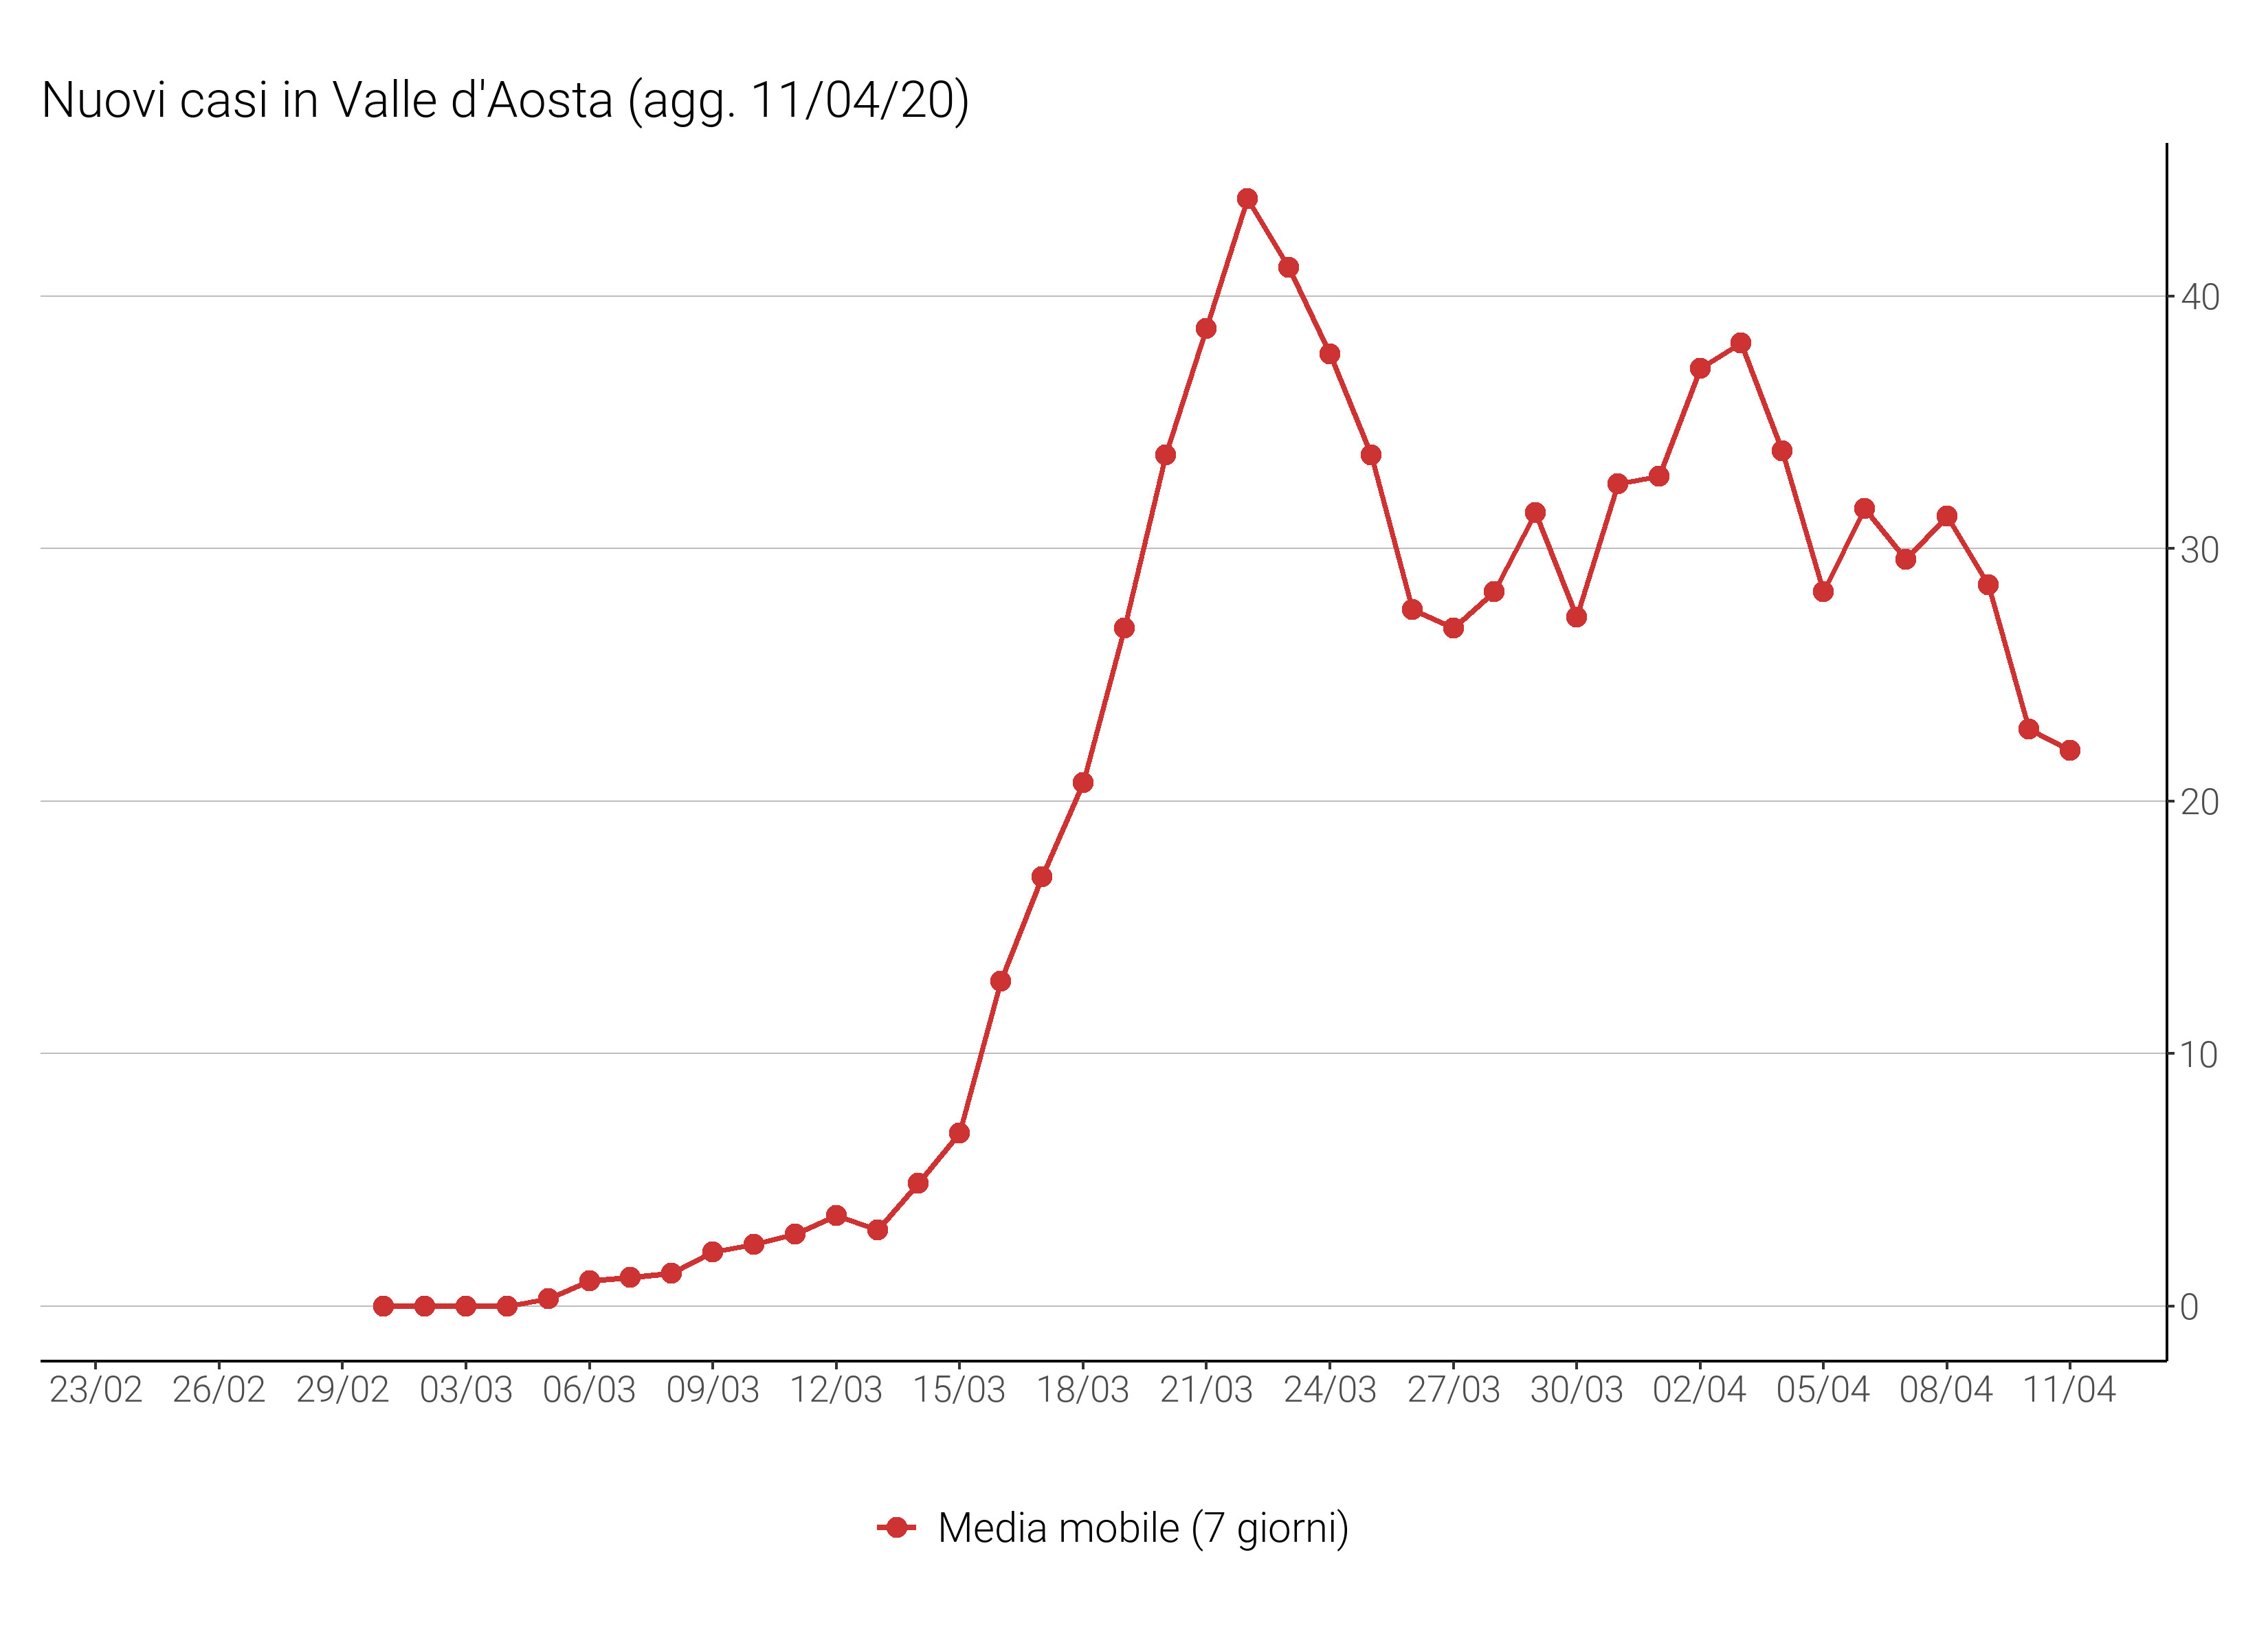 Nuovi casi in Valle d'Aosta (agg. 11/04/20)
40
30
20
10
0
23/02 26/02 29/02 03/03 06/03 09/03 12/03 15/03 18/03 21/03 24/03 27/03 30/03 02/04 05/04 08/04 11/04
Media mobile (7 giorni)